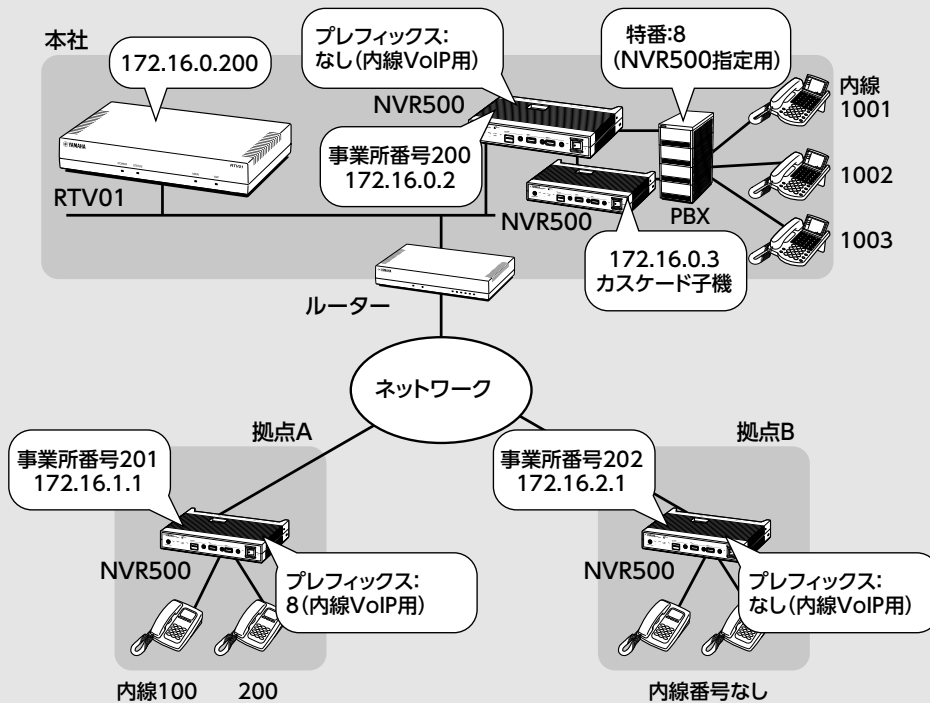 本社
172.16.0.200
プレフィックス：
なし（内線VoIP用）
特番：8
（NVR500指定用）
NVR500
内線
1001
YAMAHA
RTV01
RTV01
事業所番号200
172.16.0.2
NVR500
PBX
1002
1003
172.16.0.3
カスケード子機
ルーター
ネットワーク
拠点A
拠点B
事業所番号201
172.16.1.1
事業所番号202
172.16.2.1
NVR500
プレフィックス：
8（内線VoIP用）
NVR500
プレフィックス：
なし（内線VoIP用）
内線100
200
内線番号なし